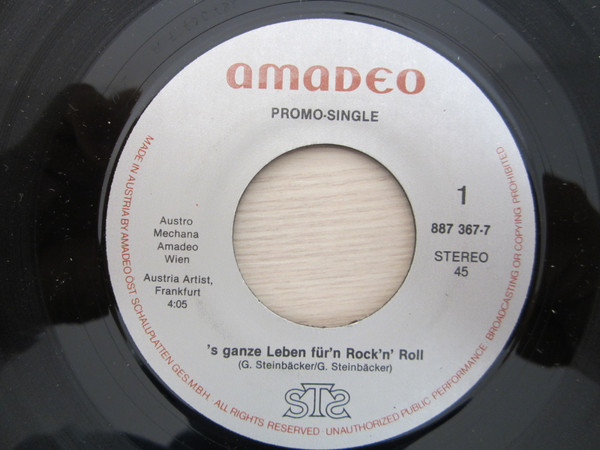 amadeo
PROMO-SINGLE
1
887 367-7
STEREO
45
Austro
Mechana
Amadeo
Wien
Austria Artist,
Frankfurt
4:05
's ganze Leben für'n Rock'n' Roll
(G. Steinbäcker/G. Steinbäcker)
STS
MADE IN AUSTRIA BY AMADEO ÖST. SCHALLPLATTEN GES.M.B.H. ALL RIGHTS RESERVED · UNAUTHORIZED PUBLIC PERFORMANCE, BROADCASTING OR COPYING PROHIBITED